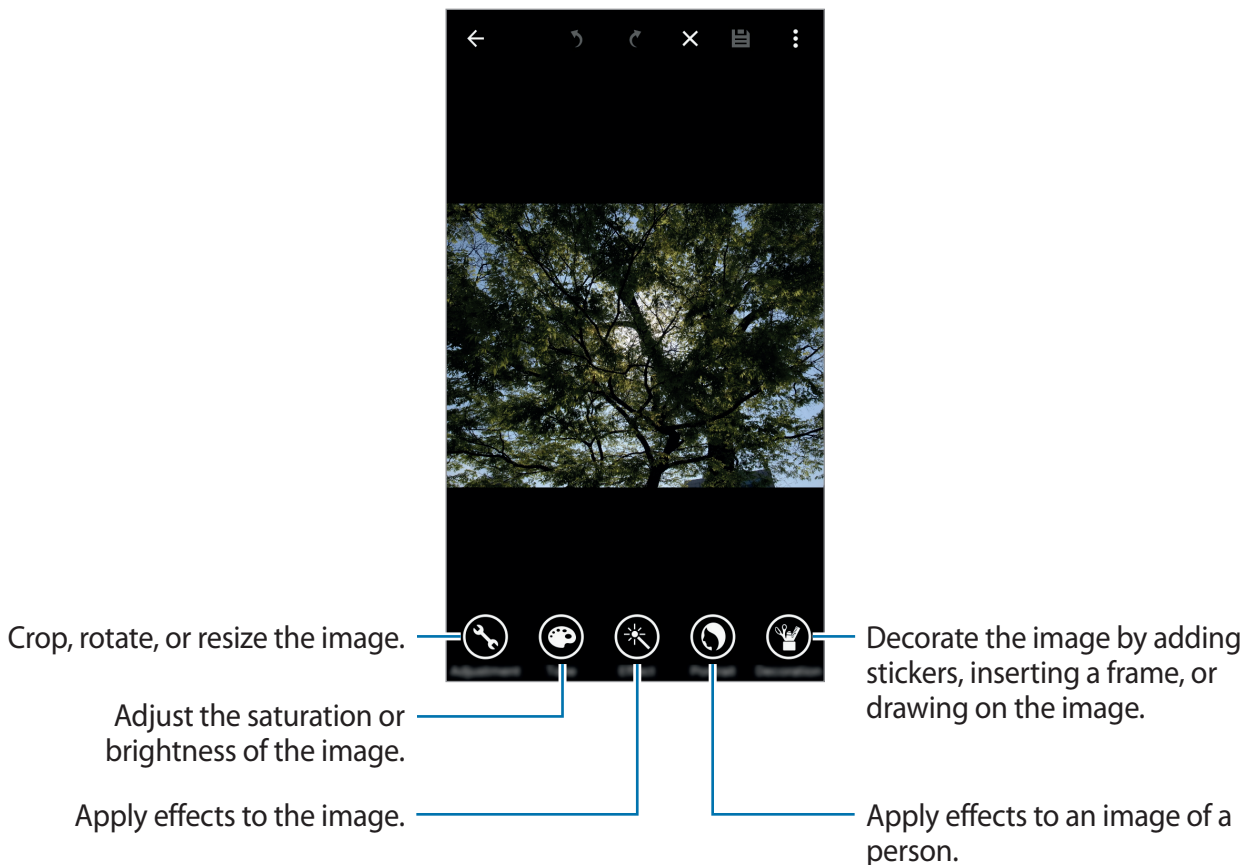 Crop, rotate, or resize the image.
Adjust the saturation or
brightness of the image.
Apply effects to the image.
Decorate the image by adding
stickers, inserting a frame, or
drawing on the image.
Apply effects to an image of a
person.